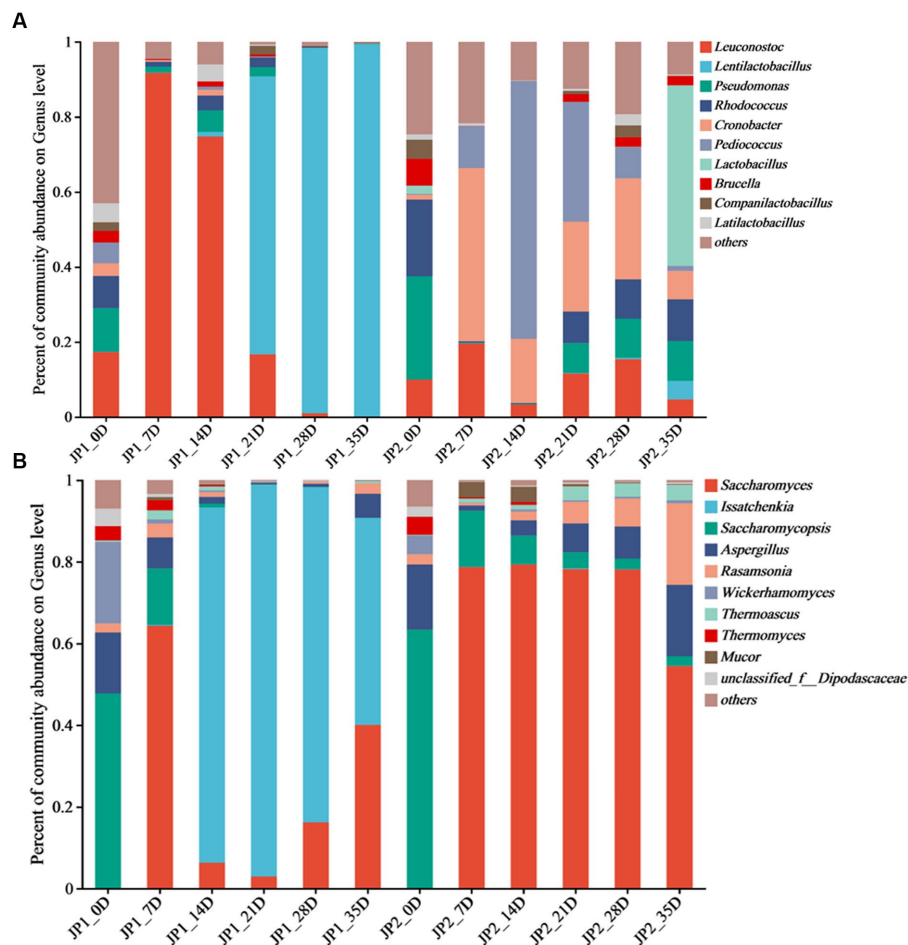 A
Percent of community abundance on Genus level
1
0.8
0.6
0.4
0.2
0
JP1_0D
JP1_7D
JP1_14D
JP1_21D
JP1_28D
JP1_35D
JP2_0D
JP2_7D
JP2_14D
JP2_21D
JP2_28D
JP2_35D
Leuconostoc
Lentilactobacillus
Pseudomonas
Rhodococcus
Cronobacter
Pediococcus
Lactobacillus
Brucella
Companilactobacillus
Latilactobacillus
others
B
Percent of community abundance on Genus level
1
0.8
0.6
0.4
0.2
0
JP1_0D
JP1_7D
JP1_14D
JP1_21D
JP1_28D
JP1_35D
JP2_0D
JP2_7D
JP2_14D
JP2_21D
JP2_28D
JP2_35D
Saccharomyces
Issatchenkia
Saccharomycopsis
Aspergillus
Rasamsonia
Wickerhamomyces
Thermoascus
Thermomyces
Mucor
unclassified_f__Dipodascaceae
others